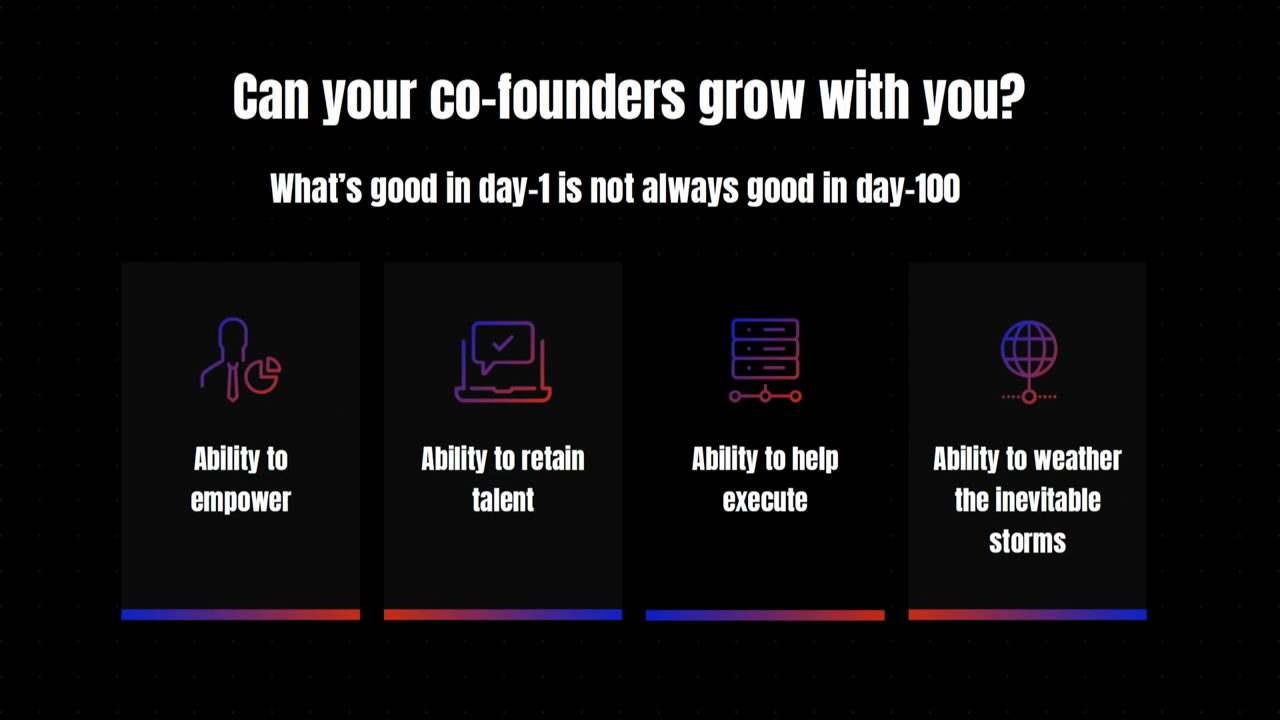 Can your co-founders grow with you?
What's good in day-1 is not always good in day-100
Ability to
empower
Ability to retain
talent
Ability to help
execute
Ability to weather
the inevitable
storms